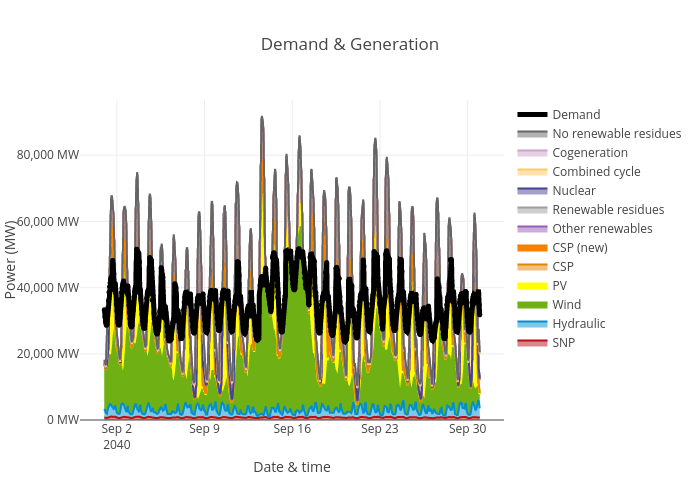 Demand & Generation
Power (MW)
80,000 MW
60,000 MW
40,000 MW
20,000 MW
0 MW
Sep 2
2040
Sep 9
Sep 16
Sep 23
Sep 30
Date & time
Demand
No renewable residues
Cogeneration
Combined cycle
Nuclear
Renewable residues
Other renewables
CSP (new)
CSP
PV
Wind
Hydraulic
SNP